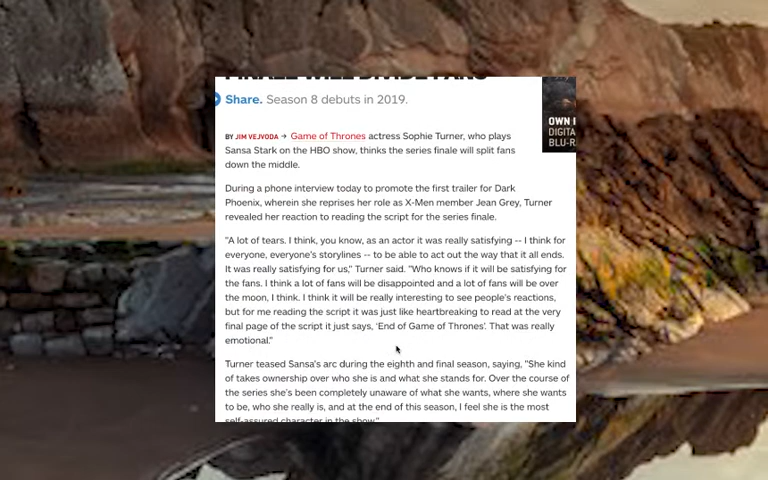 Share. Season 8 debuts in 2019.
BY JIM VEJVODA → Game of Thrones actress Sophie Turner, who plays
Sansa Stark on the HBO show, thinks the series finale will split fans
down the middle.
During a phone interview today to promote the first trailer for Dark
Phoenix, wherein she reprises her role as X-Men member Jean Grey, Turner
revealed her reaction to reading the script for the series finale.
"A lot of tears. I think, you know, as an actor it was really satisfying -- I think for
everyone, everyone's storylines -- to be able to act out the way that it all ends.
It was really satisfying for us," Turner said. "Who knows if it will be satisfying for
the fans. I think a lot of fans will be disappointed and a lot of fans will be over
the moon, I think. I think it will be really interesting to see people's reactions,
but for me reading the script it was just like heartbreaking to read at the very
final page of the script it just says, 'End of Game of Thrones'. That was really
emotional."
Turner teased Sansa's arc during the eighth and final season, saying, "She kind
of takes ownership over who she is and what she stands for. Over the course of
the series she's been completely unaware of what she wants, where she wants
to be, who she really is, and at the end of this season, I feel she is the most
self-assured character in the show."
OWN
DIGITA
BLU-R